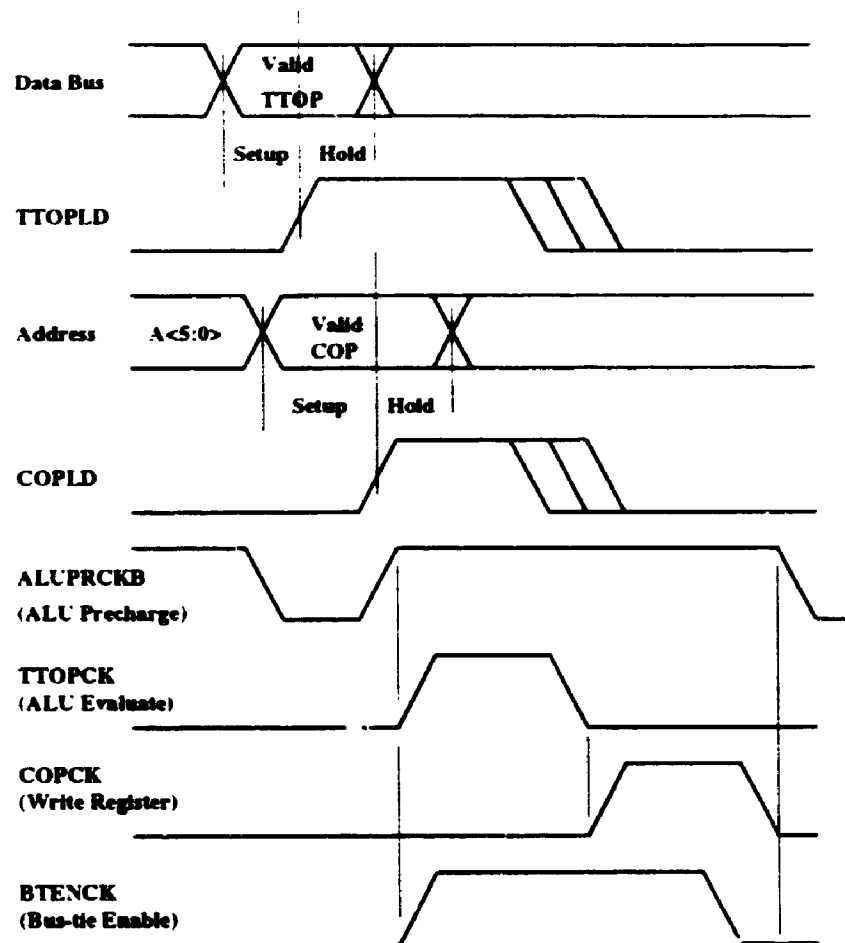 Data Bus
Valid
TTOP
Setup Hold
TTOPLD
Address A<5:0>
Valid
COP
Setup Hold
COPLD
ALUPRCKB
(ALU Precharge)
TTOPCK
(ALU Evaluate)
COPCK
(Write Register)
BTENCK
(Bus-tie Enable)